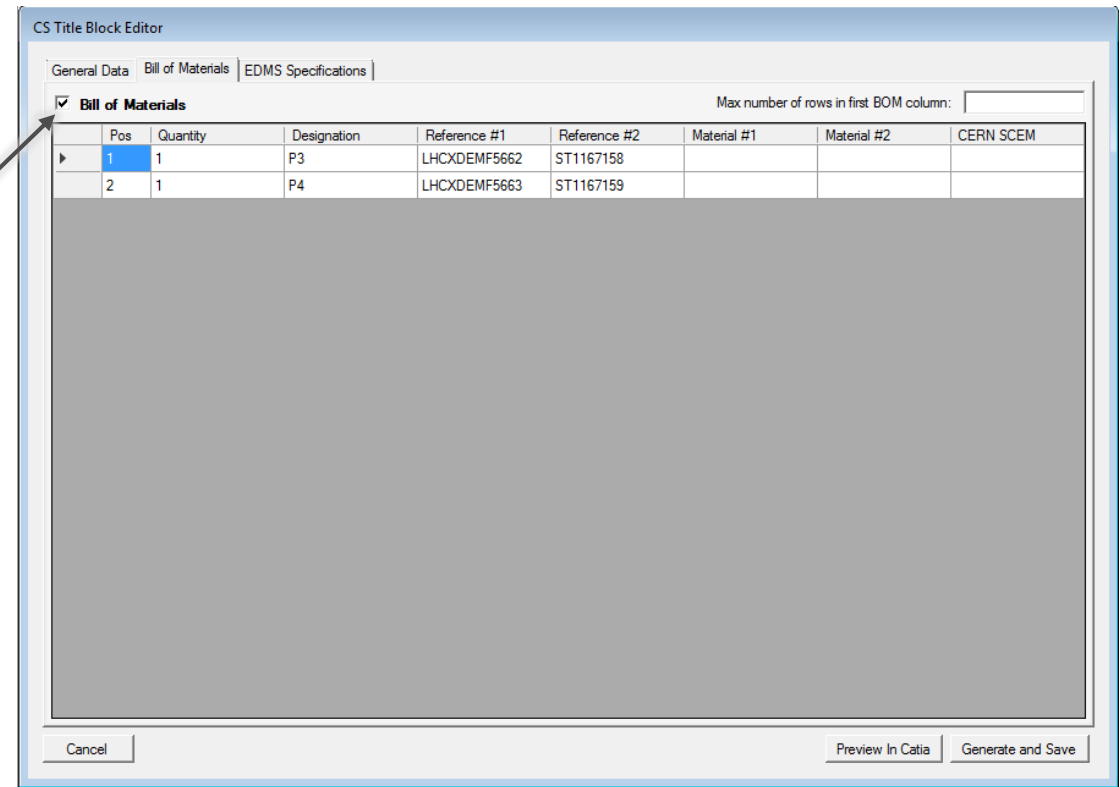 CS Title Block Editor
General Data Bill of Materials EDMS Specifications
Bill of Materials Max number of rows in first BOM column:
Pos Quantity Designation Reference #1 Reference #2 Material #1 Material #2 CERN SCEM
1 1 P3 LHCXDEMF5662 ST1167158
2 1 P4 LHCXDEMF5663 ST1167159
Cancel Preview In Catia Generate and Save